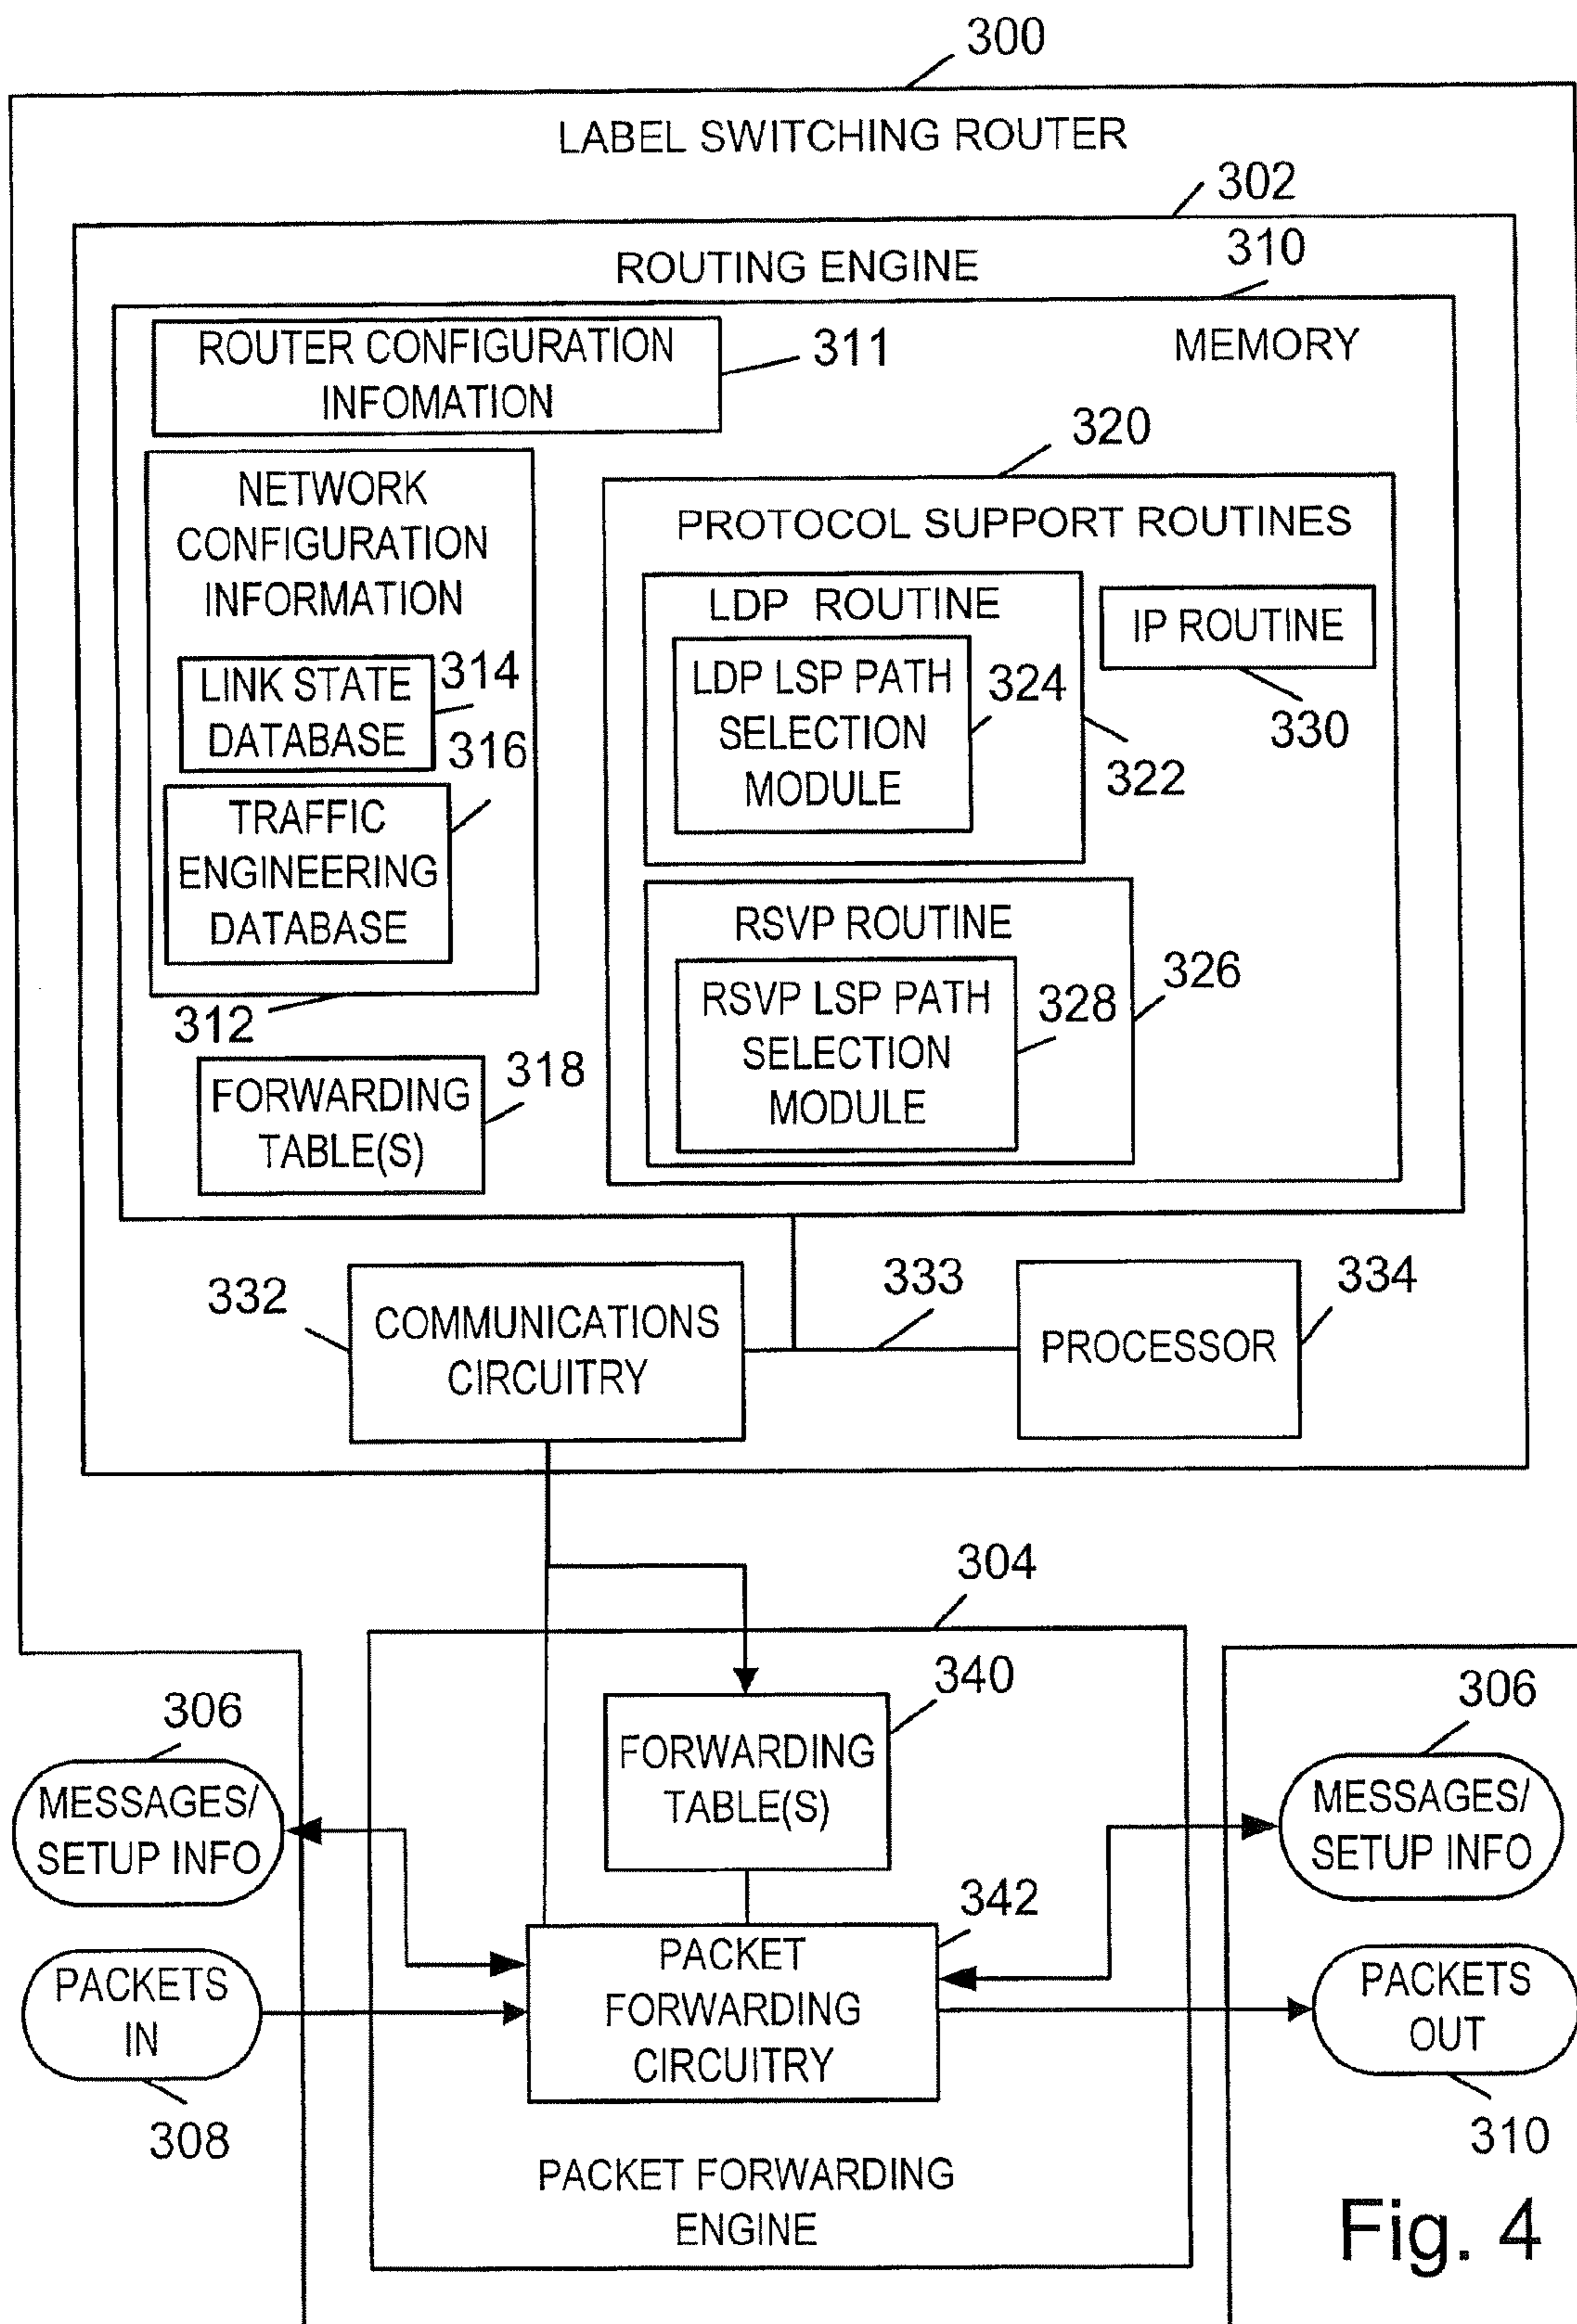 300
LABEL SWITCHING ROUTER
302
ROUTING ENGINE
310
ROUTER CONFIGURATION
INFOMATION
311
MEMORY
320
NETWORK
CONFIGURATION
INFORMATION
PROTOCOL SUPPORT ROUTINES
LDP ROUTINE
IP ROUTINE
330
LINK STATE
DATABASE
314
LDP LSP PATH
SELECTION
MODULE
324
322
316
TRAFFIC
ENGINEERING
DATABASE
312
RSVP ROUTINE
326
RSVP LSP PATH
SELECTION
MODULE
328
FORWARDING
TABLE(S)
318
332
COMMUNICATIONS
CIRCUITRY
333
PROCESSOR
334
304
340
FORWARDING
TABLE(S)
306
MESSAGES/
SETUP INFO
306
MESSAGES/
SETUP INFO
342
PACKET
FORWARDING
CIRCUITRY
PACKETS
IN
308
PACKETS
OUT
310
PACKET FORWARDING
ENGINE
Fig. 4